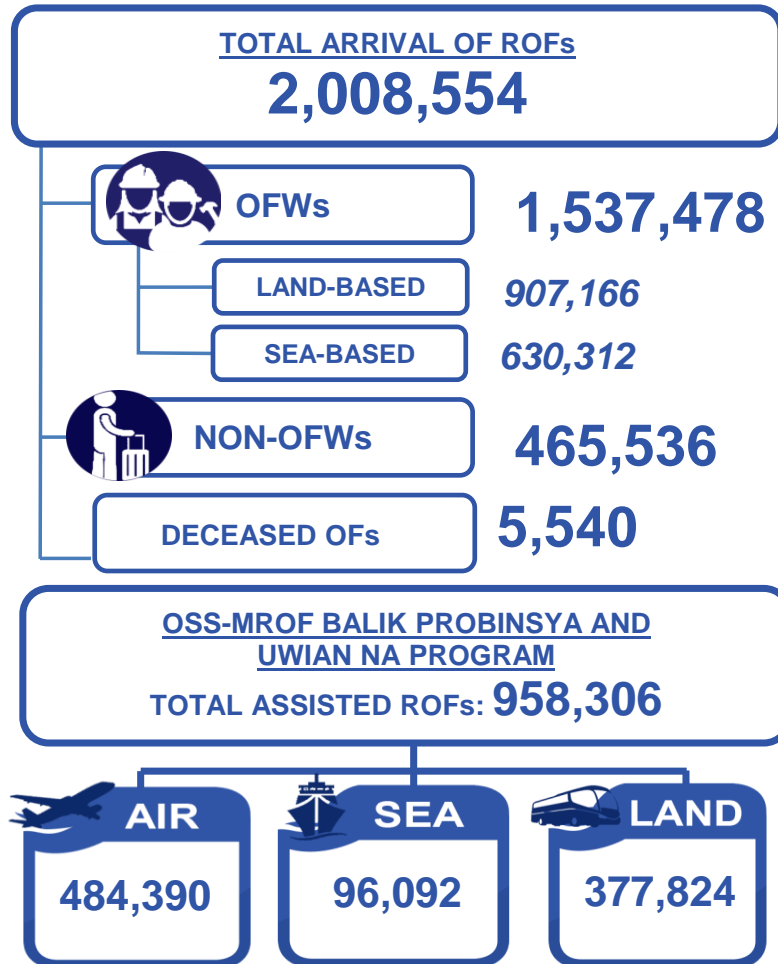 TOTAL ARRIVAL OF ROFs
2,008,554
OFWs 1,537,478
LAND-BASED 907,166
SEA-BASED 630,312
NON-OFWs 465,536
DECEASED OFs 5,540
OSS-MROF BALIK PROBINSYA AND
UWIAN NA PROGRAM
TOTAL ASSISTED ROFs: 958,306
AIR SEA LAND
484,390 96,092 377,824